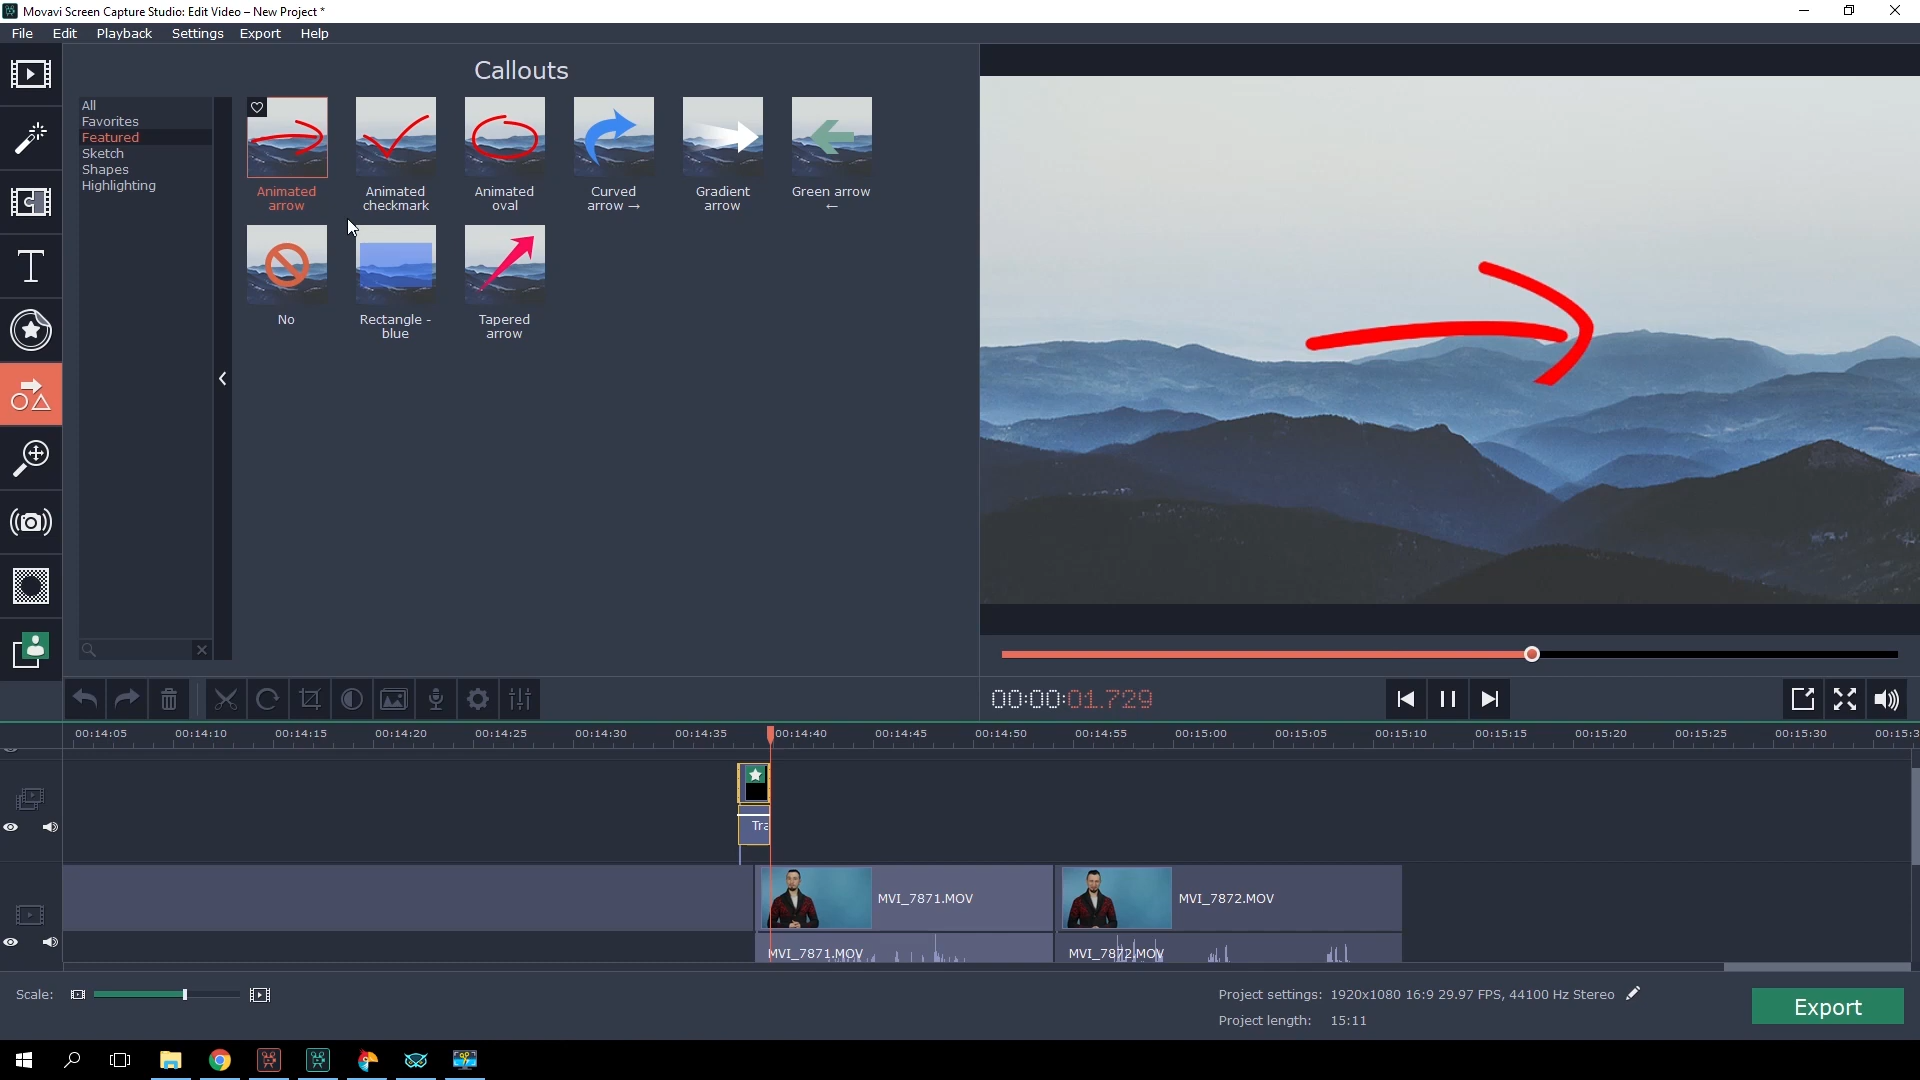 Movavi Screen Capture Studio: Edit Video – New Project *
File Edit Playback Settings Export Help
Callouts
All
Favorites
Featured
Sketch
Shapes
Highlighting
Animated arrow
Animated checkmark
Animated oval
Curved arrow →
Gradient arrow
Green arrow ←
No
Rectangle - blue
Tapered arrow
00:00:01.729
00:14:05 00:14:10 00:14:15 00:14:20 00:14:25 00:14:30 00:14:35 00:14:40 00:14:45 00:14:50 00:14:55 00:15:00 00:15:05 00:15:10 00:15:15 00:15:20 00:15:25 00:15:30 00:15:3
Tra
MVI_7871.MOV MVI_7872.MOV
MVI_7871.MOV MVI_7872.MOV
Scale:
Project settings: 1920x1080 16:9 29.97 FPS, 44100 Hz Stereo
Project length: 15:11
Export